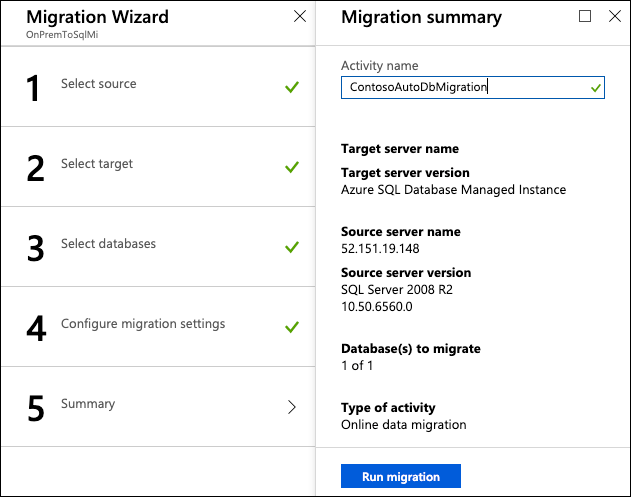 Migration Wizard
OnPremToSqlMi
1 Select source
2 Select target
3 Select databases
4 Configure migration settings
5 Summary
Migration summary
Activity name
ContosoAutoDbMigration
Target server name
Target server version
Azure SQL Database Managed Instance
Source server name
52.151.19.148
Source server version
SQL Server 2008 R2
10.50.6560.0
Database(s) to migrate
1 of 1
Type of activity
Online data migration
Run migration